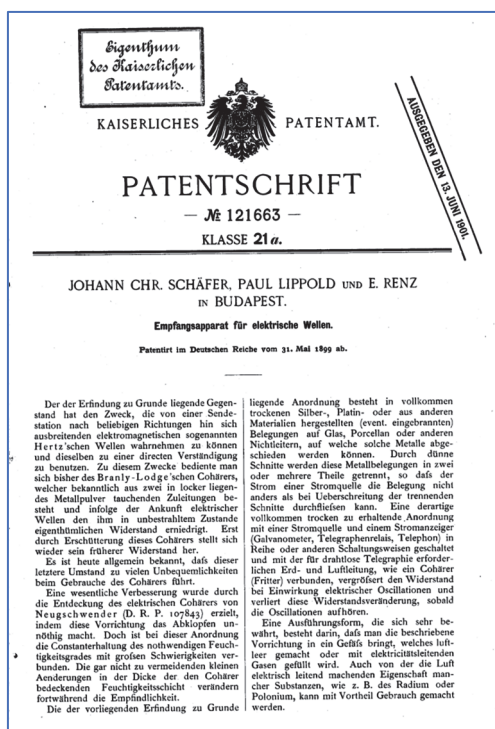 Eigenthum
des Kaiserlichen
Patentamts.
KAISERLICHES PATENTAMT.
AUSGEGEBEN DEN 13. JUNI 1901.
PATENTSCHRIFT
— № 121663 —
KLASSE 21 a.
JOHANN CHR. SCHÄFER, PAUL LIPPOLD UND E. RENZ
IN BUDAPEST.
Empfangsapparat für elektrische Wellen.
Patentirt im Deutschen Reiche vom 31. Mai 1899 ab.
Der der Erfindung zu Grunde liegende Gegen-
stand hat den Zweck, die von einer Sende-
station nach beliebigen Richtungen hin sich
ausbreitenden elektromagnetischen sogenannten
Hertz'schen Wellen wahrnehmen zu können
und dieselben zu einer directen Verständigung
zu benutzen. Zu diesem Zwecke bediente man
sich bisher des Branly-Lodge'schen Cohärers,
welcher bekanntlich aus zwei in locker liegen-
des Metallpulver tauchenden Zuleitungen be-
steht und infolge der Ankunft elektrischer
Wellen den ihm in unbestrahltem Zustande
eigenthümlichen Widerstand erniedrigt. Erst
durch Erschütterung dieses Cohärers stellt sich
wieder sein früherer Widerstand her.
Es ist heute allgemein bekannt, daſs dieser
letztere Umstand zu vielen Unbequemlichkeiten
beim Gebrauche des Cohärers führt.
Eine wesentliche Verbesserung wurde durch
die Entdeckung des elektrischen Cohärers von
Neugschwender (D. R. P. 107843) erzielt,
indem diese Vorrichtung das Abklopfen un-
nöthig macht. Doch ist bei dieser Anordnung
die Constanterhaltung des nothwendigen Feuch-
tigkeitsgrades mit groſsen Schwierigkeiten ver-
bunden. Die gar nicht zu vermeidenden kleinen
Aenderungen in der Dicke der den Cohärer
bedeckenden Feuchtigkeitsschicht verändern
fortwährend die Empfindlichkeit.
Die der vorliegenden Erfindung zu Grunde
liegende Anordnung besteht in vollkommen
trockenen Silber-, Platin- oder aus anderen
Materialien hergestellten (event. eingebrannten)
Belegungen auf Glas, Porcellan oder anderen
Nichtleitern, auf welche solche Metalle abge-
schieden werden können. Durch dünne
Schnitte werden diese Metallbelegungen in zwei
oder mehrere Theile getrennt, so daſs der
Strom einer Stromquelle die Belegung nicht
anders als bei Ueberschreitung der trennenden
Schnitte durchflieſsen kann. Eine derartige
vollkommen trocken zu erhaltende Anordnung
mit einer Stromquelle und einem Stromanzeiger
(Galvanometer, Telegraphenrelais, Telephon) in
Reihe oder anderen Schaltungsweisen geschaltet
und mit der für drahtlose Telegraphie erforder-
lichen Erd- und Luftleitung, wie ein Cohärer
(Fritter) verbunden, vergröſsert den Widerstand
bei Einwirkung elektrischer Oscillationen und
verliert diese Widerstandsveränderung, sobald
die Oscillationen aufhören.
Eine Ausführungsform, die sich sehr be-
währt, besteht darin, daſs man die beschriebene
Vorrichtung in ein Gefäſs bringt, welches luft-
leer gemacht oder mit elektricitätsleitenden
Gasen gefüllt wird. Auch von der die Luft
elektrisch leitend machenden Eigenschaft man-
cher Substanzen, wie z. B. des Radium oder
Polonium, kann mit Vortheil Gebrauch gemacht
werden.